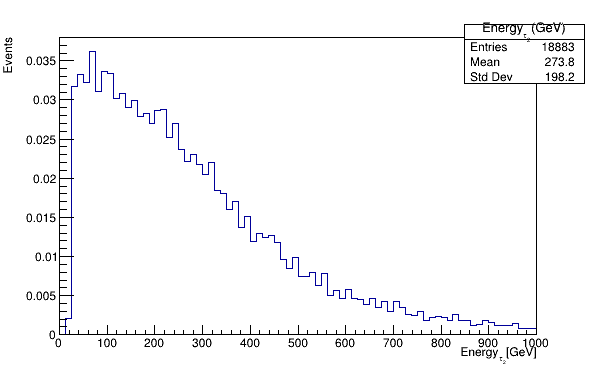 Energy_τ₂ (GeV)
Entries 18883
Mean 273.8
Std Dev 198.2
Events
0.035
0.03
0.025
0.02
0.015
0.01
0.005
0
0 100 200 300 400 500 600 700 800 900 1000
Energy_τ₂ [GeV]